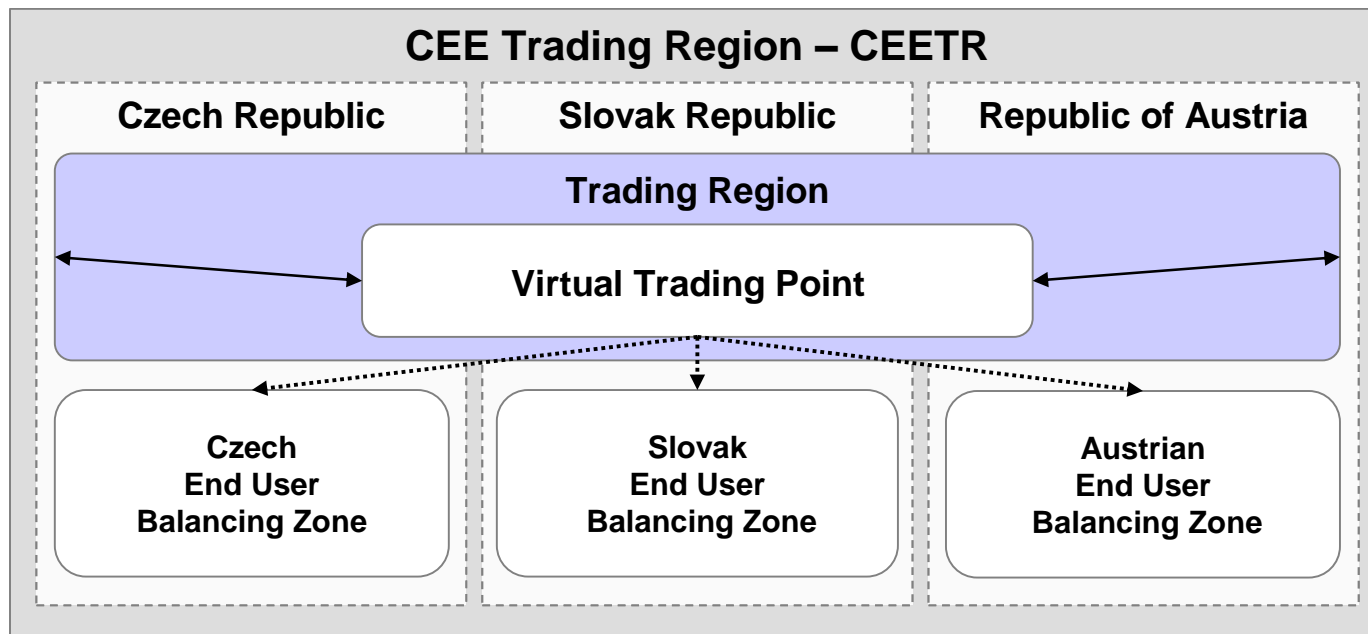 CEE Trading Region – CEETR
Czech Republic
Slovak Republic
Republic of Austria
Trading Region
Virtual Trading Point
Czech
End User
Balancing Zone
Slovak
End User
Balancing Zone
Austrian
End User
Balancing Zone